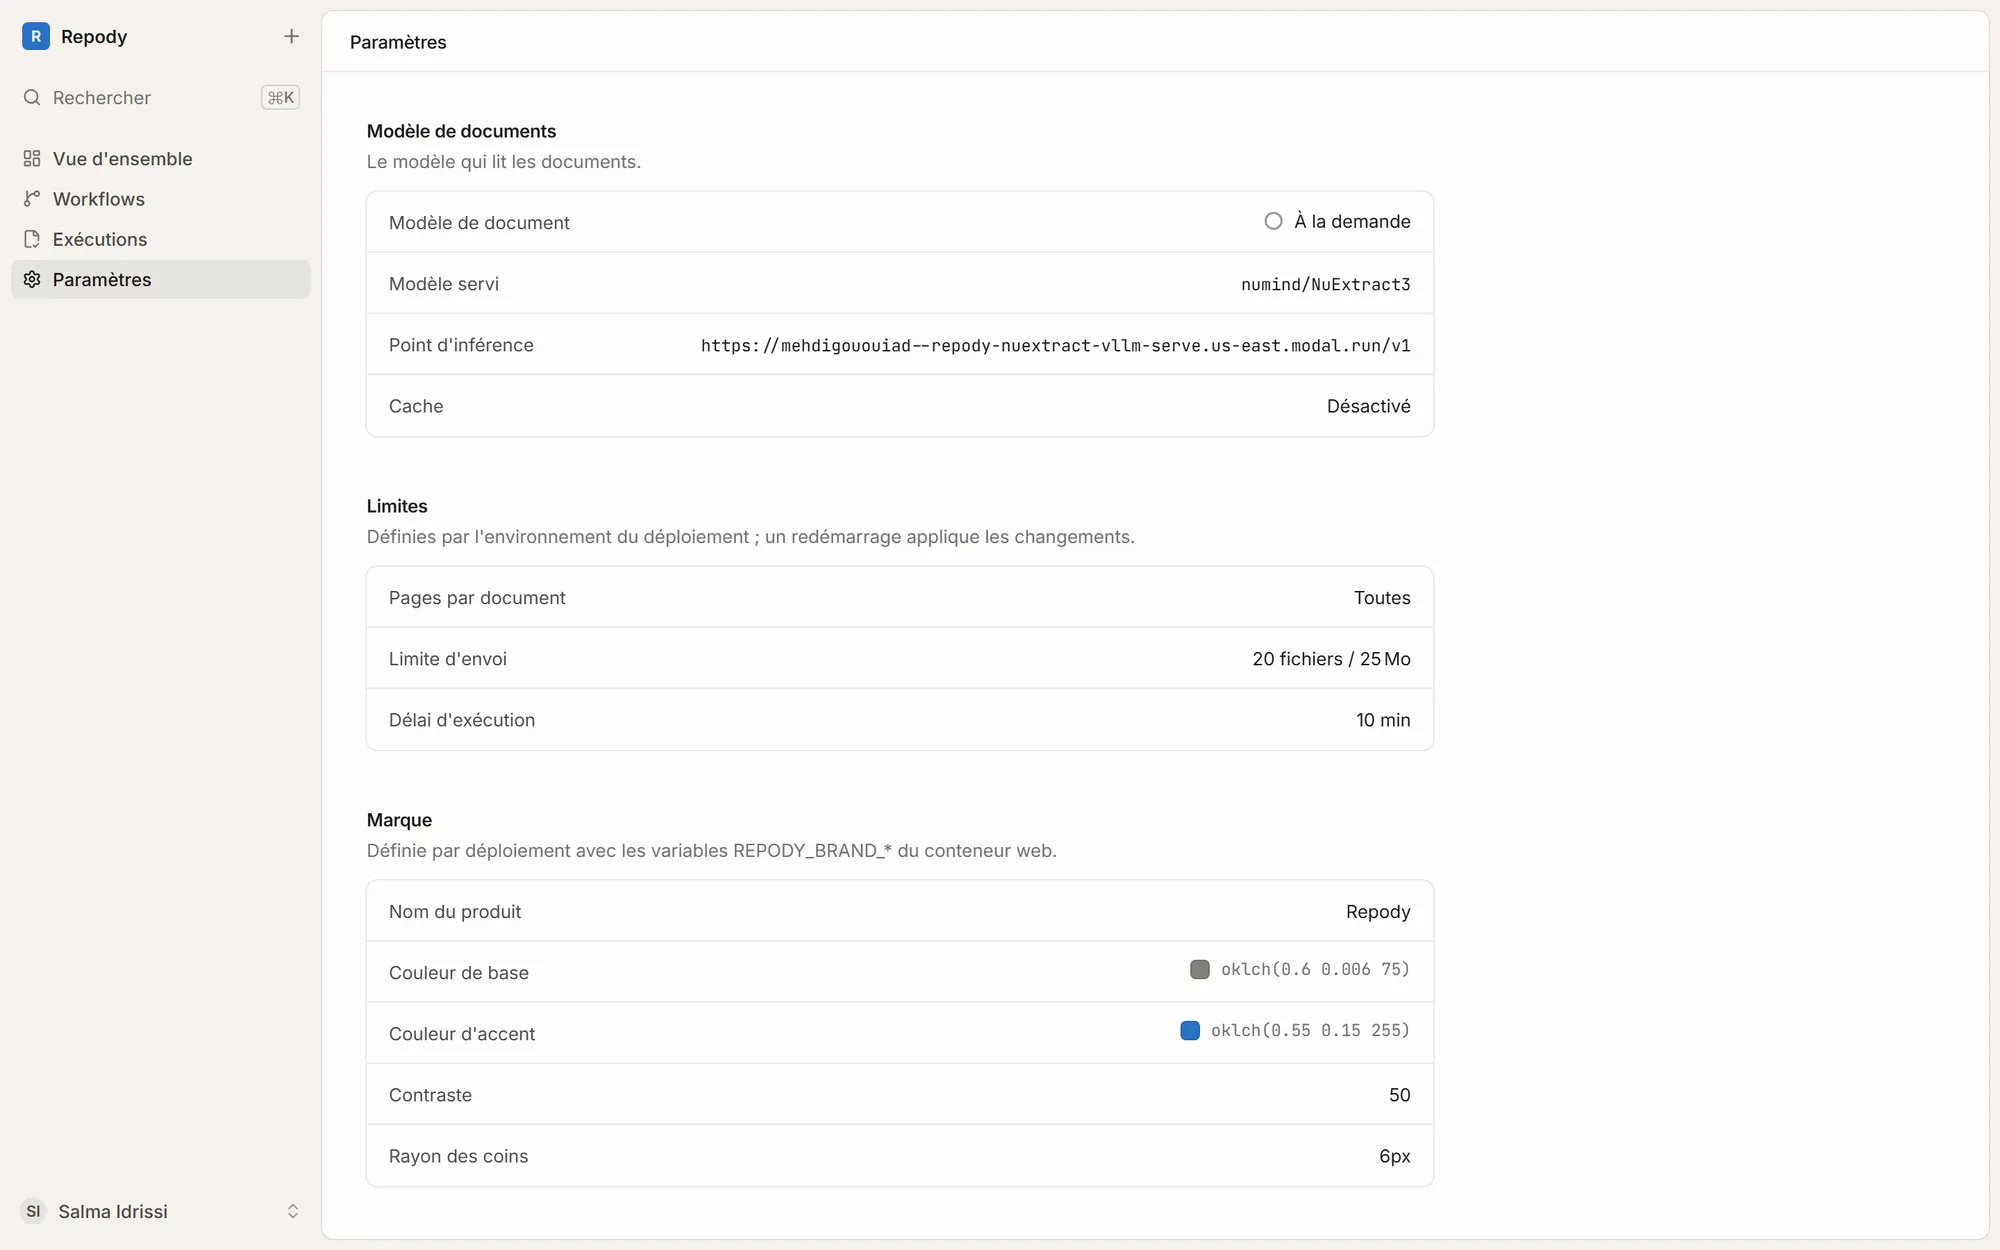 R Repody
Rechercher ⌘K
Vue d'ensemble
Workflows
Exécutions
Paramètres
SI Salma Idrissi
Paramètres
Modèle de documents
Le modèle qui lit les documents.
Modèle de document À la demande
Modèle servi numind/NuExtract3
Point d'inférence https://mehdigououiad--repody-nuextract-vllm-serve.us-east.modal.run/v1
Cache Désactivé
Limites
Définies par l'environnement du déploiement ; un redémarrage applique les changements.
Pages par document Toutes
Limite d'envoi 20 fichiers / 25 Mo
Délai d'exécution 10 min
Marque
Définie par déploiement avec les variables REPODY_BRAND_* du conteneur web.
Nom du produit Repody
Couleur de base oklch(0.6 0.006 75)
Couleur d'accent oklch(0.55 0.15 255)
Contraste 50
Rayon des coins 6px